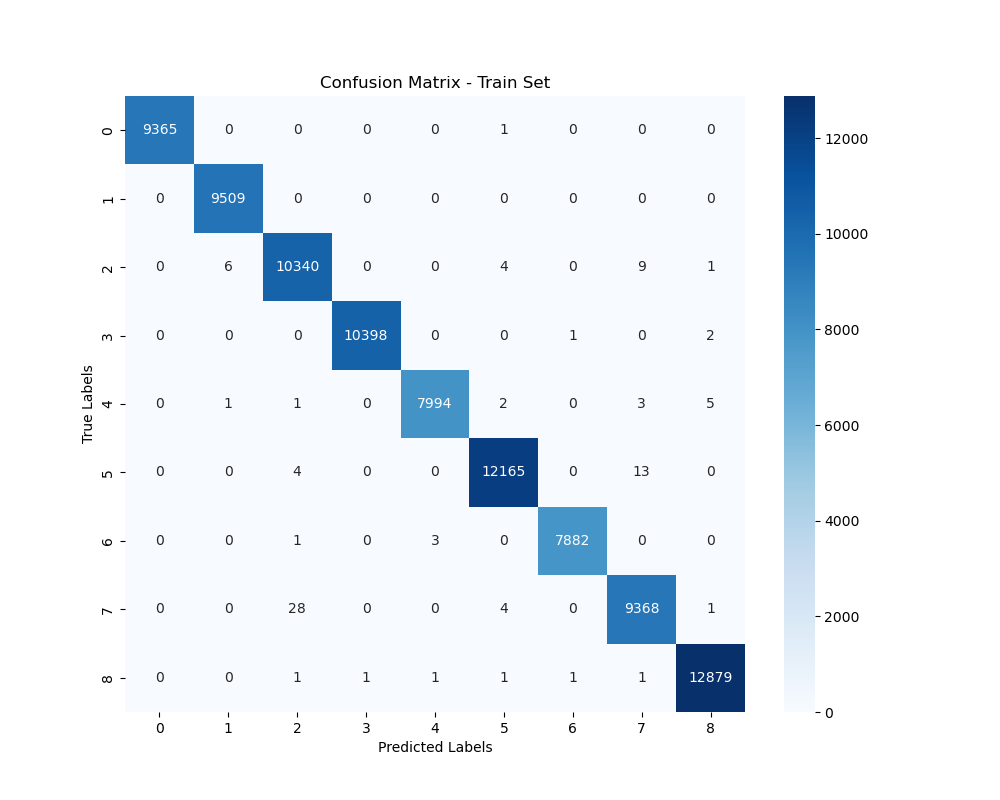 Confusion Matrix - Train Set
0 9365 0 0 0 0 1 0 0 0
1 0 9509 0 0 0 0 0 0 0
2 0 6 10340 0 0 4 0 9 1
3 0 0 0 10398 0 0 1 0 2
4 0 1 1 0 7994 2 0 3 5
5 0 0 4 0 0 12165 0 13 0
6 0 0 1 0 3 0 7882 0 0
7 0 0 28 0 0 4 0 9368 1
8 0 0 1 1 1 1 1 1 12879
0 1 2 3 4 5 6 7 8
Predicted Labels
True Labels
12000
10000
8000
6000
4000
2000
0